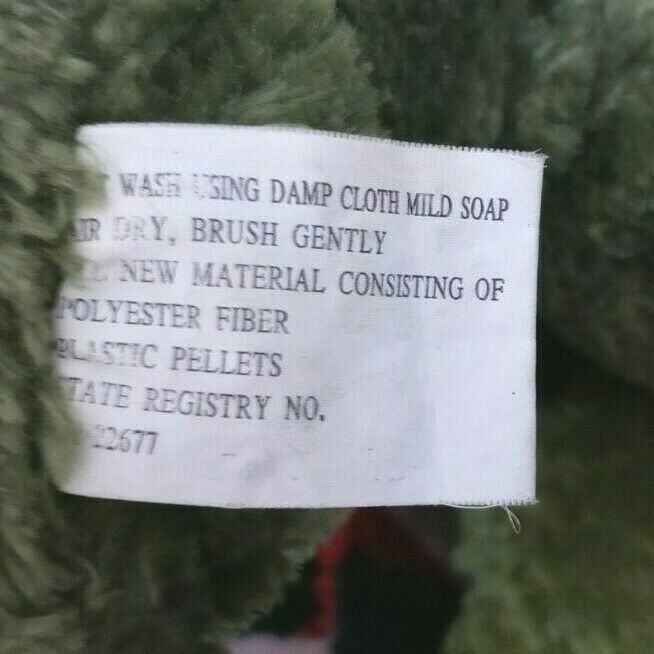 WASH USING DAMP CLOTH MILD SOAP
AIR DRY, BRUSH GENTLY
NEW MATERIAL CONSISTING OF
POLYESTER FIBER
PLASTIC PELLETS
STATE REGISTRY NO.
22677